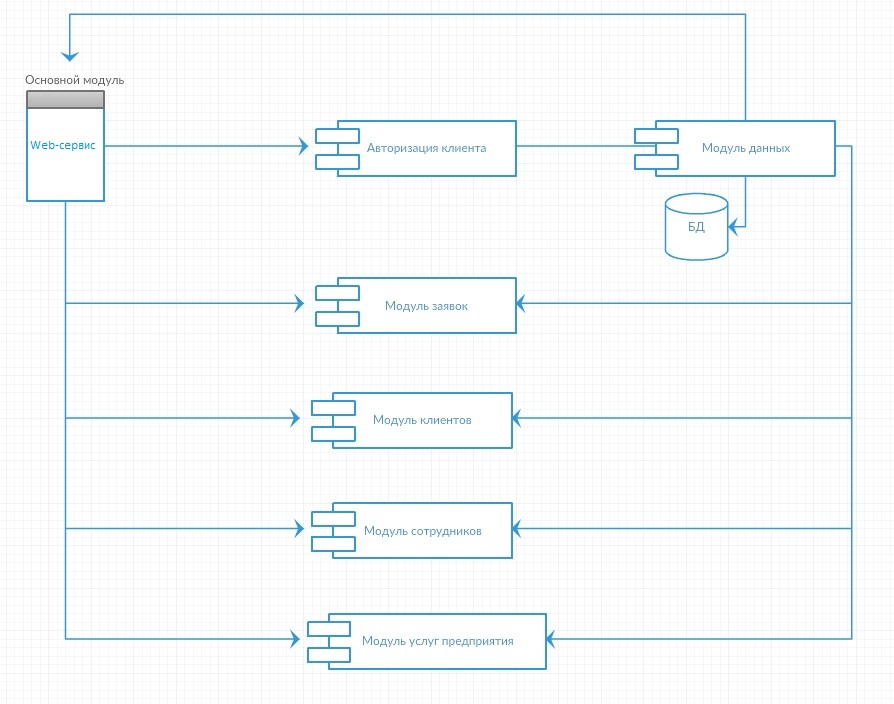 Основной модуль
Web-сервис
Авторизация клиента
Модуль данных
БД
Модуль заявок
Модуль клиентов
Модуль сотрудников
Модуль услуг предприятия